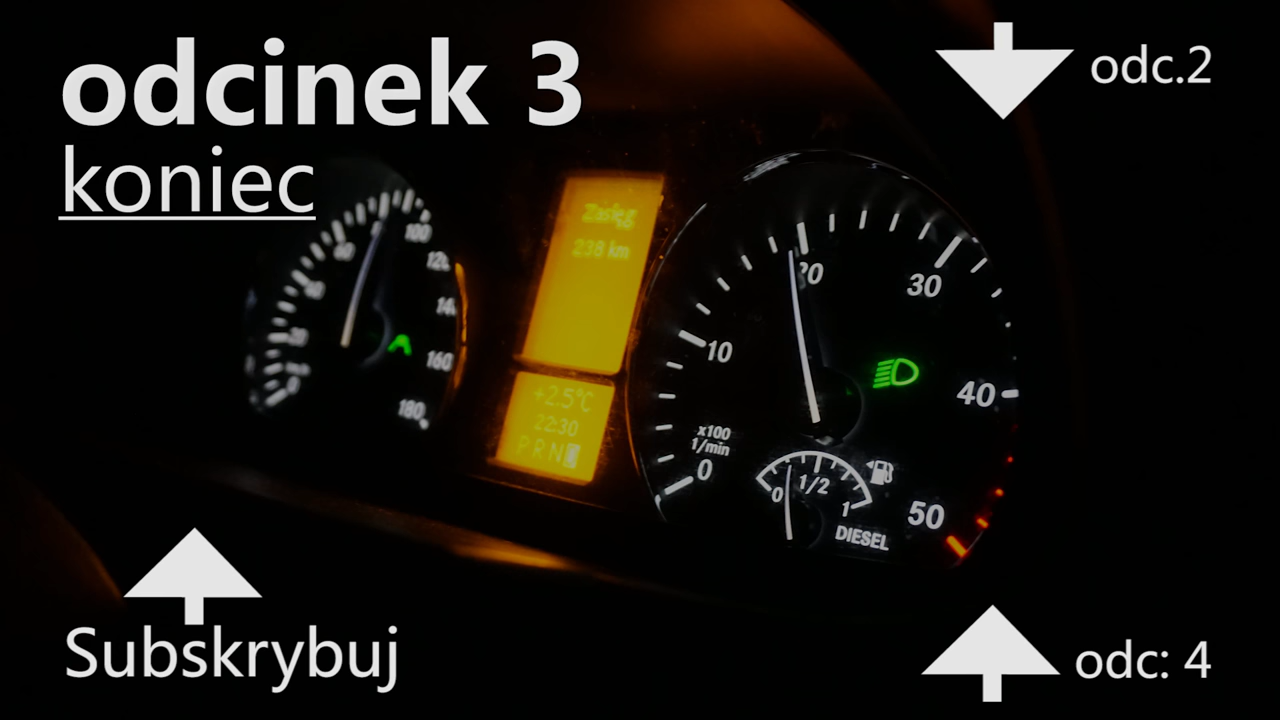 odcinek 3
koniec
odc.2
Zasięg
238 km
100
120
160
180
+2.5°C
22:30
P R N
10
20
30
40
50
x100
1/min
0
0
1/2
1
DIESEL
Subskrybuj
odc: 4